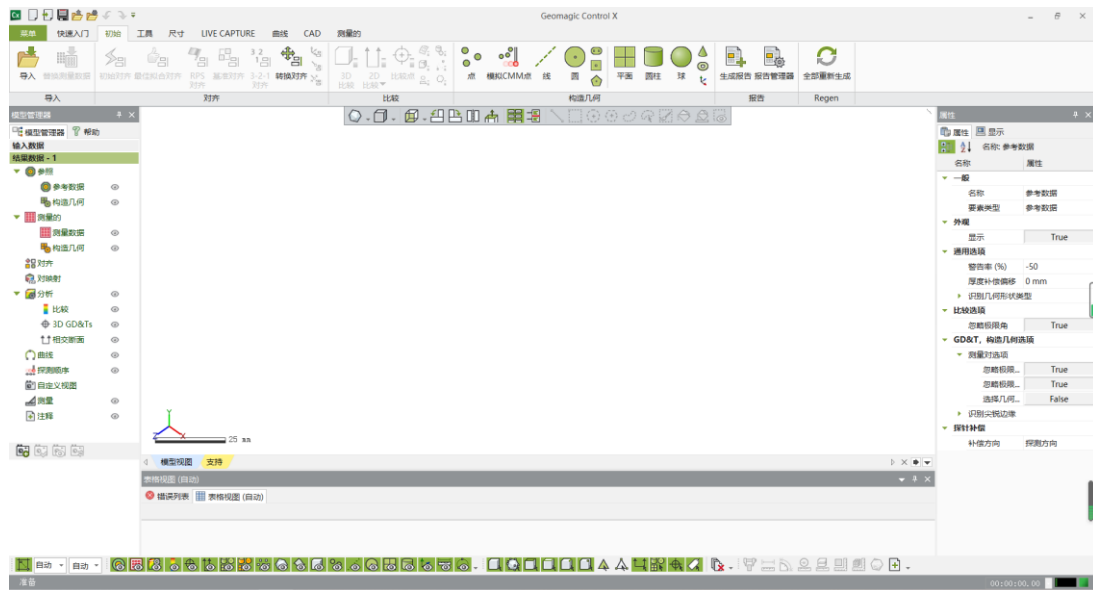 Geomagic Control X
菜单 快速入门 初始 工具 尺寸 LIVE CAPTURE 曲线 CAD 测量的
导入 替换测量数据 初始对齐 最佳拟合对齐 RPS 对齐 基准对齐 3-2-1 对齐 转换对齐 3D 比较 2D 比较 比较点 点 模拟CMM点 线 圆 平面 圆柱 球 生成报告 报告管理器 全部重新生成
导入 对齐 比较 构造几何 报告 Regen
模型管理器
模型管理器 帮助
输入数据
结果数据 - 1
参照
参考数据
构造几何
测量的
测量数据
构造几何
对齐
对映射
分析
比较
3D GD&Ts
相交断面
曲线
探测顺序
自定义视图
测量
注释
Y
Z X
25 mm
模型视图 支持
表格视图 (自动)
错误列表 表格视图 (自动)
属性
属性 显示
名称: 参考数据
名称 属性
一般
名称 参考数据
要素类型 参考数据
外观
显示 True
通用选项
警告率 (%) -50
厚度补偿偏移 0 mm
识别几何形状类型
比较选项
忽略极限角 True
GD&T, 构造几何选项
测量对选项
忽略极限... True
忽略极限... True
选择几何... False
识别尖锐边缘
探针补偿
补偿方向 探测方向
自动 自动
准备
00:00:00.00